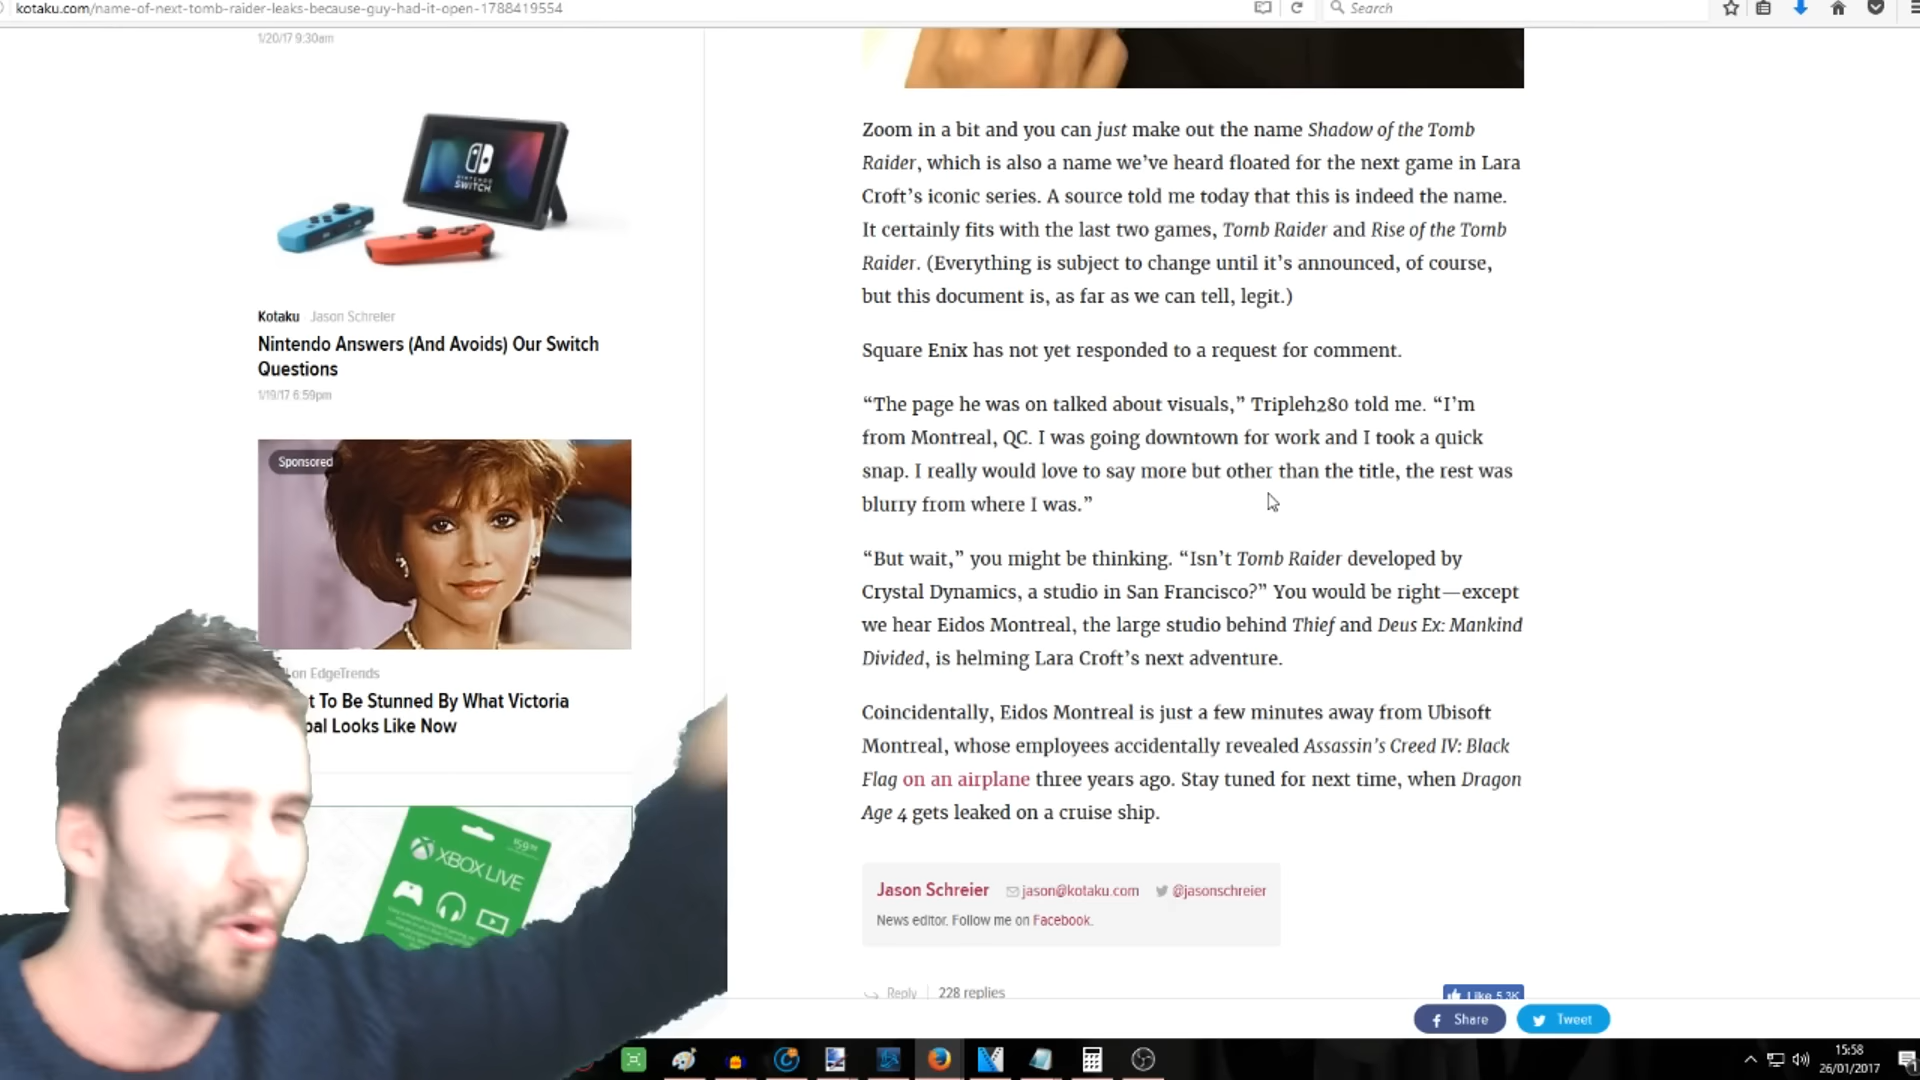 kotaku.com/name-of-next-tomb-raider-leaks-because-guy-had-it-open-1788419554
Search
1/20/17 9:30am
NINTENDO
SWITCH
Kotaku Jason Schreier
Nintendo Answers (And Avoids) Our Switch
Questions
1/19/17 6:59pm
Sponsored
on EdgeTrends
t To Be Stunned By What Victoria
pal Looks Like Now
$59.99
XBOX LIVE
Zoom in a bit and you can just make out the name Shadow of the Tomb
Raider, which is also a name we’ve heard floated for the next game in Lara
Croft’s iconic series. A source told me today that this is indeed the name.
It certainly fits with the last two games, Tomb Raider and Rise of the Tomb
Raider. (Everything is subject to change until it’s announced, of course,
but this document is, as far as we can tell, legit.)
Square Enix has not yet responded to a request for comment.
“The page he was on talked about visuals,” Tripleh280 told me. “I’m
from Montreal, QC. I was going downtown for work and I took a quick
snap. I really would love to say more but other than the title, the rest was
blurry from where I was.”
“But wait,” you might be thinking. “Isn’t Tomb Raider developed by
Crystal Dynamics, a studio in San Francisco?” You would be right—except
we hear Eidos Montreal, the large studio behind Thief and Deus Ex: Mankind
Divided, is helming Lara Croft’s next adventure.
Coincidentally, Eidos Montreal is just a few minutes away from Ubisoft
Montreal, whose employees accidentally revealed Assassin’s Creed IV: Black
Flag on an airplane three years ago. Stay tuned for next time, when Dragon
Age 4 gets leaked on a cruise ship.
Jason Schreier jason@kotaku.com @jasonschreier
News editor. Follow me on Facebook.
Reply 228 replies
Like 5.3K
Share Tweet
15:58
26/01/2017